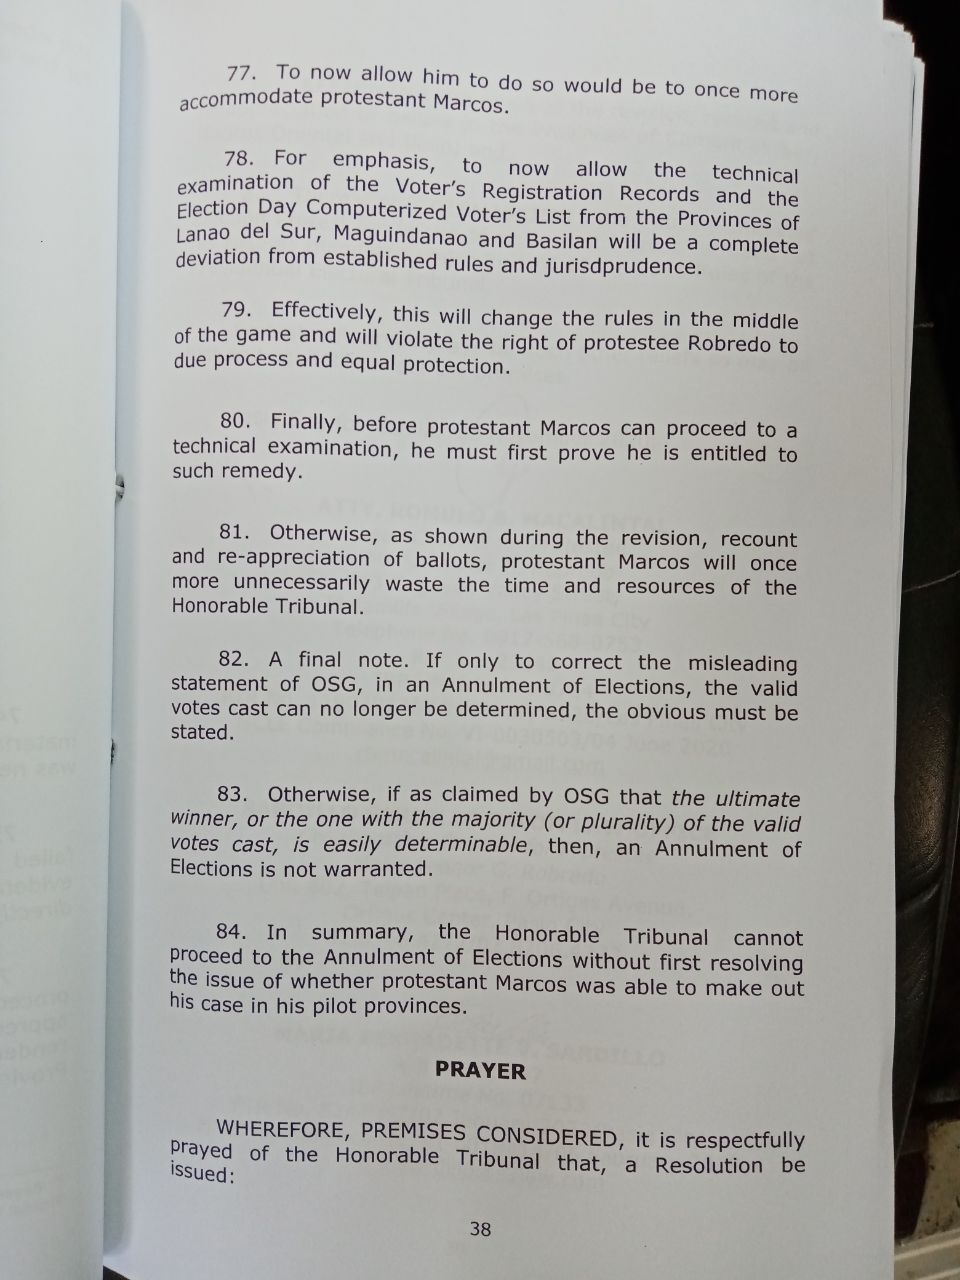 77. To now allow him to do so would be to once more
accommodate protestant Marcos.
78. For emphasis, to now allow the technical
examination of the Voter's Registration Records and the
Election Day Computerized Voter's List from the Provinces of
Lanao del Sur, Maguindanao and Basilan will be a complete
deviation from established rules and jurisdprudence.
79. Effectively, this will change the rules in the middle
of the game and will violate the right of protestee Robredo to
due process and equal protection.
80. Finally, before protestant Marcos can proceed to a
technical examination, he must first prove he is entitled to
such remedy.
81. Otherwise, as shown during the revision, recount
and re-appreciation of ballots, protestant Marcos will once
more unnecessarily waste the time and resources of the
Honorable Tribunal.
82. A final note. If only to correct the misleading
statement of OSG, in an Annulment of Elections, the valid
votes cast can no longer be determined, the obvious must be
stated.
83. Otherwise, if as claimed by OSG that the ultimate
winner, or the one with the majority (or plurality) of the valid
votes cast, is easily determinable, then, an Annulment of
Elections is not warranted.
84. In summary, the Honorable Tribunal cannot
proceed to the Annulment of Elections without first resolving
the issue of whether protestant Marcos was able to make out
his case in his pilot provinces.
PRAYER
WHEREFORE, PREMISES CONSIDERED, it is respectfully
prayed of the Honorable Tribunal that, a Resolution be
issued:
38